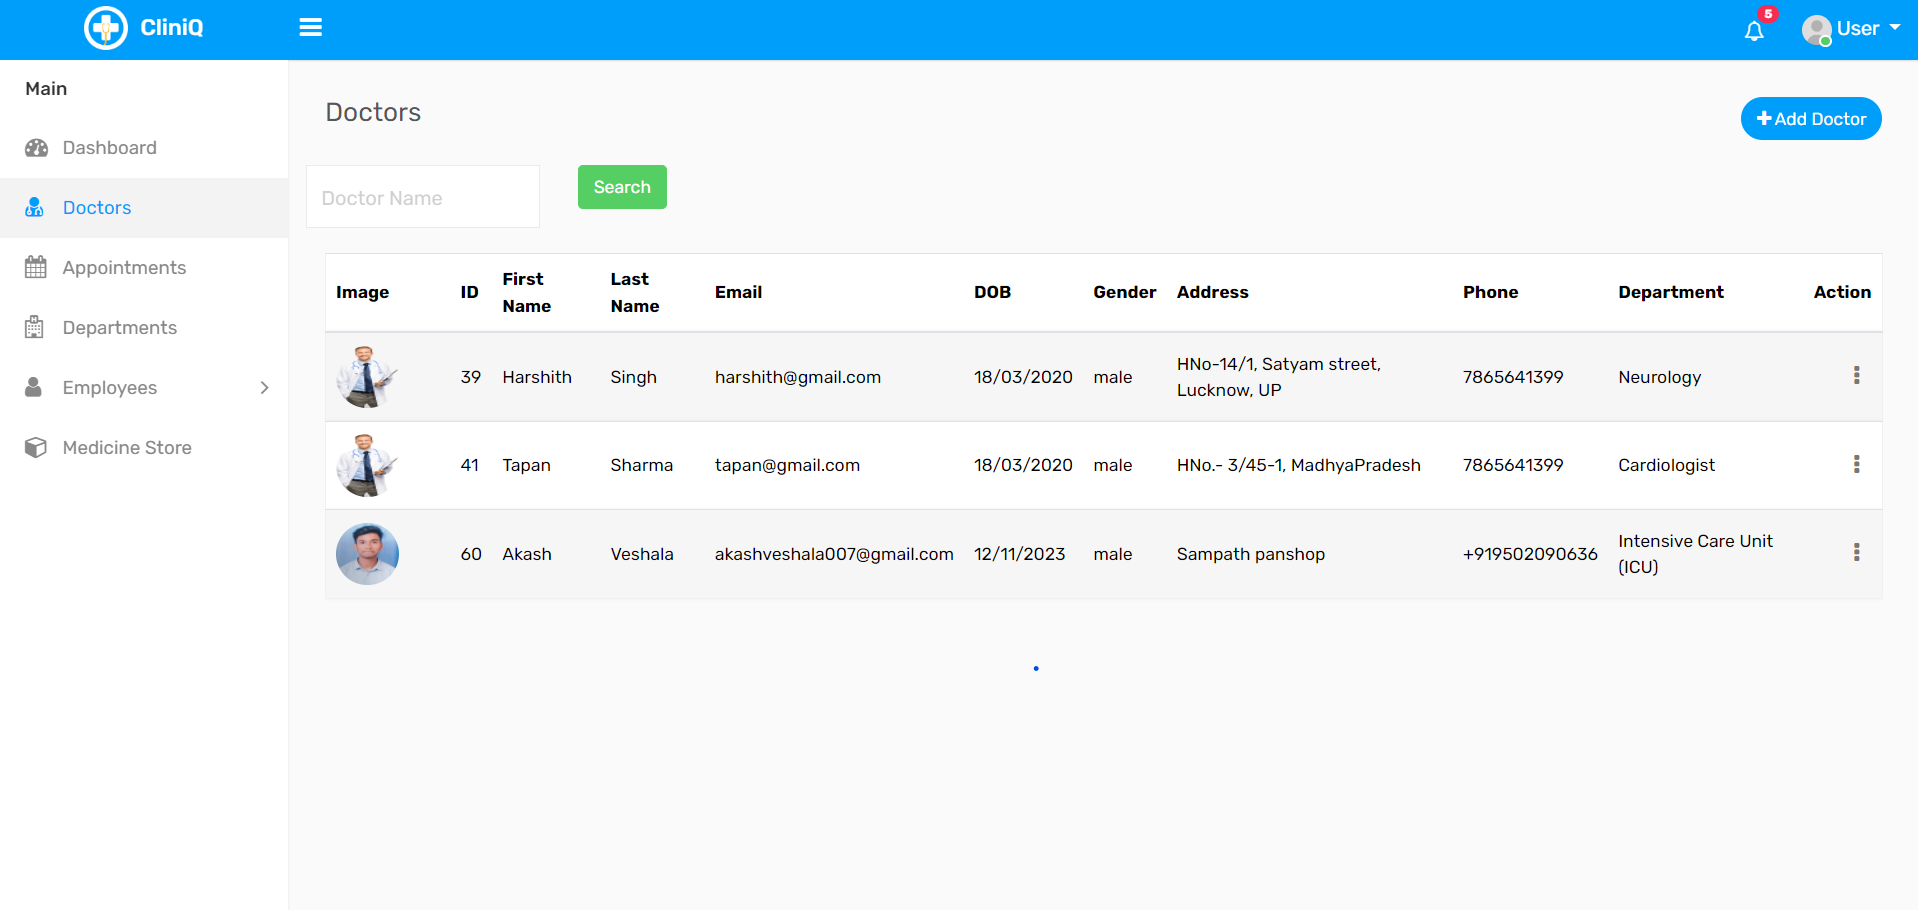 CliniQ
5
User
Main
Dashboard
Doctors
Appointments
Departments
Employees
Medicine Store
Doctors
Add Doctor
Doctor Name
Search
Image ID First Name Last Name Email DOB Gender Address Phone Department Action
39 Harshith Singh harshith@gmail.com 18/03/2020 male HNo-14/1, Satyam street, Lucknow, UP 7865641399 Neurology
41 Tapan Sharma tapan@gmail.com 18/03/2020 male HNo.- 3/45-1, MadhyaPradesh 7865641399 Cardiologist
60 Akash Veshala akashveshala007@gmail.com 12/11/2023 male Sampath panshop +919502090636 Intensive Care Unit (ICU)